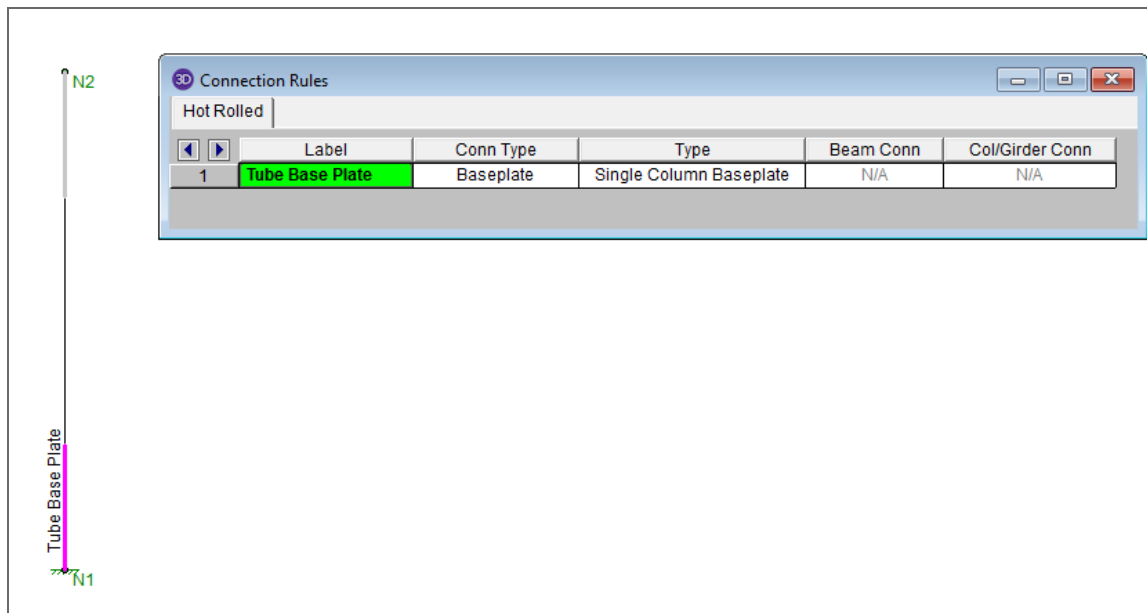 N2
3D Connection Rules
Hot Rolled
Label Conn Type Type Beam Conn Col/Girder Conn
1 Tube Base Plate Baseplate Single Column Baseplate N/A N/A
Tube Base Plate
N1